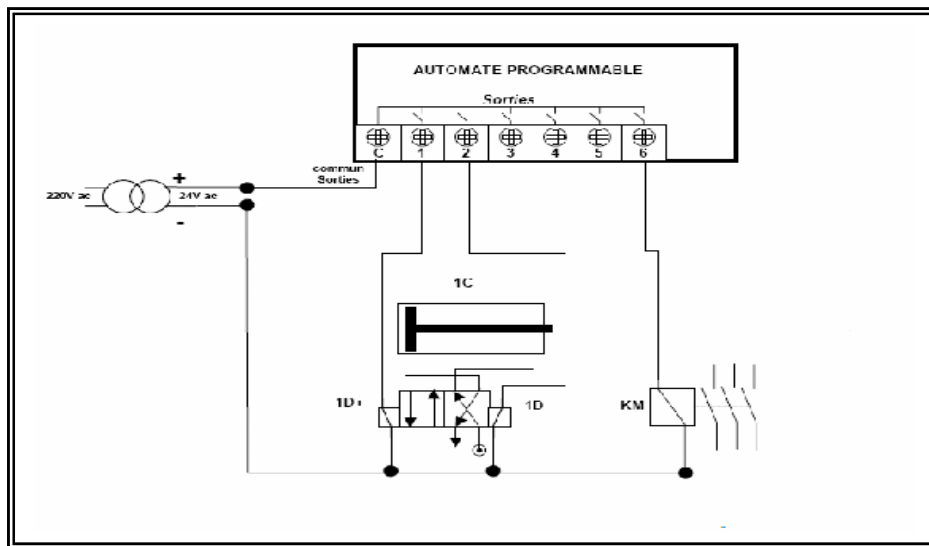 AUTOMATE PROGRAMMABLE
Sorties
C 1 2 3 4 5 6
commun
Sorties
220V ac
24V ac
+
-
1C
1D+
1D
KM